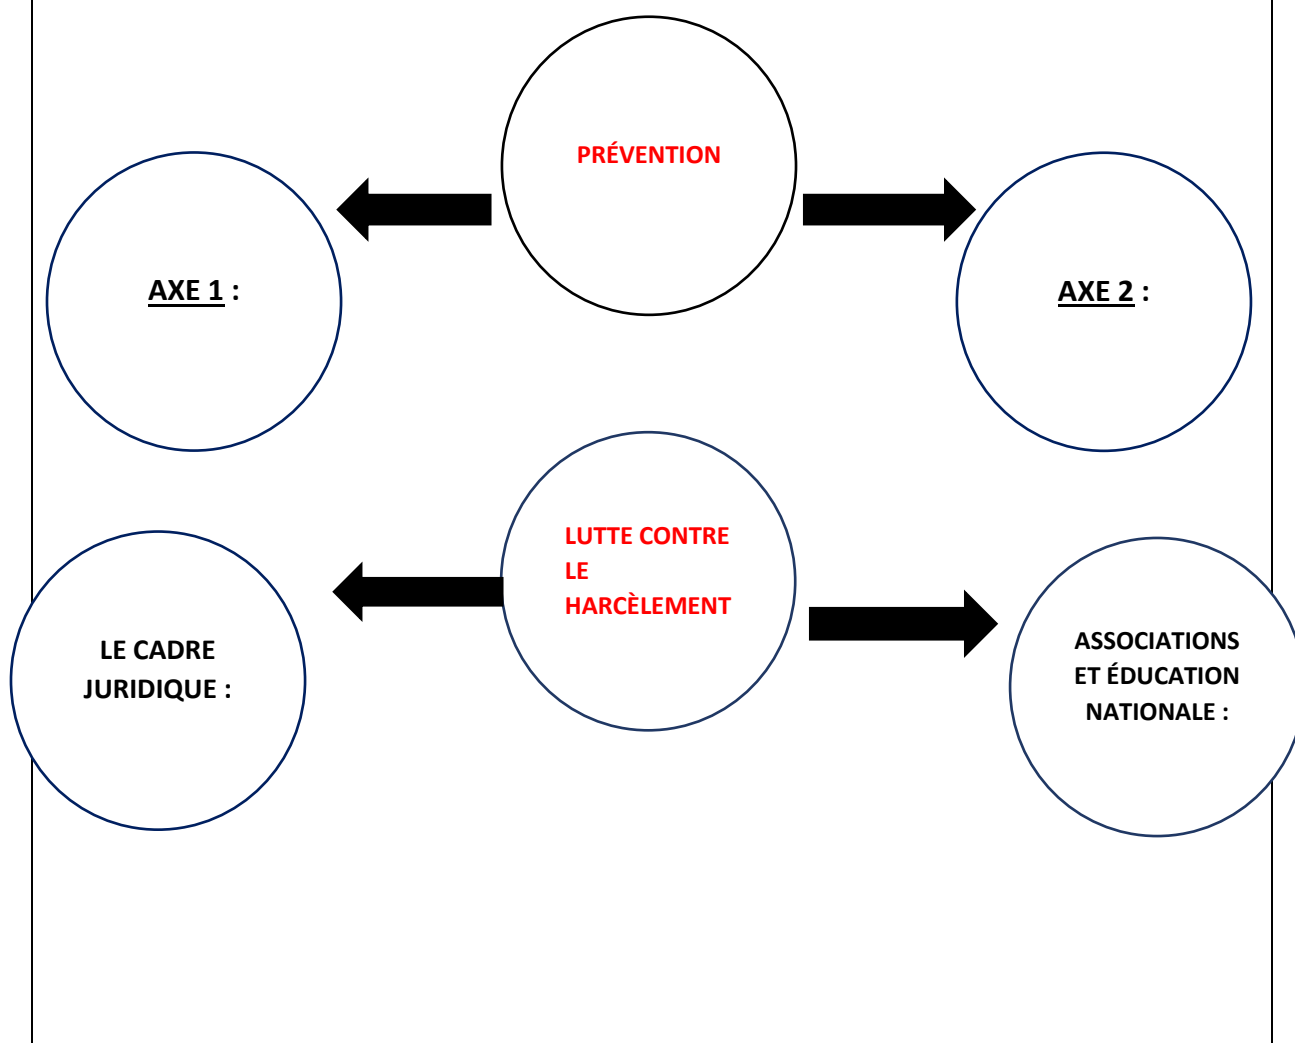 PRÉVENTION
AXE 1 :
AXE 2 :
LUTTE CONTRE
LE
HARCÈLEMENT
LE CADRE
JURIDIQUE :
ASSOCIATIONS
ET ÉDUCATION
NATIONALE :